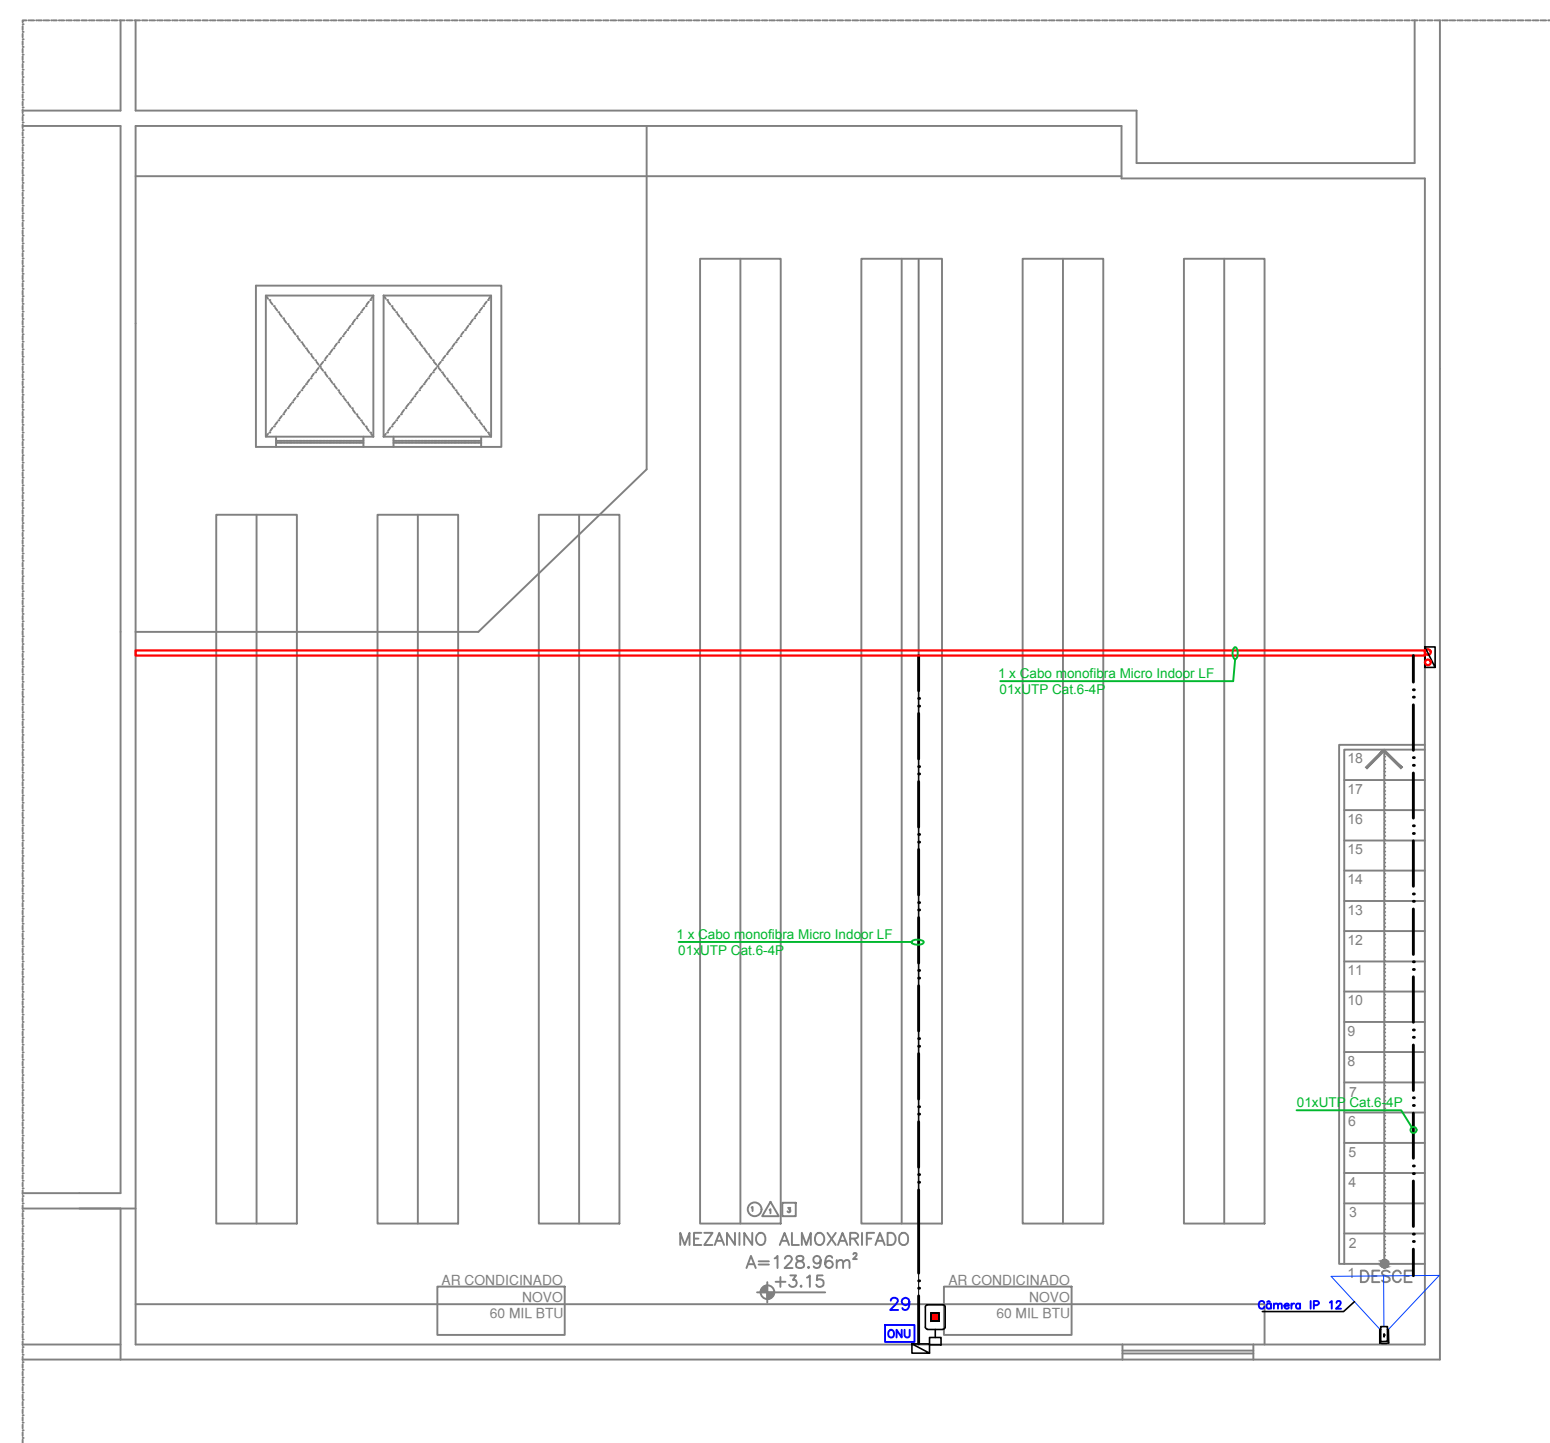 1 x Cabo monofibra Micro Indoor LF
01xUTP Cat.6-4P
18
17
16
15
14
13
12
11
10
9
8
7
6
5
4
3
2
1
DESCE
1 x Cabo monofibra Micro Indoor LF
01xUTP Cat.6-4P
01xUTP Cat.6-4P
1 1 3
MEZANINO ALMOXARIFADO
A=128.96m²
+3.15
AR CONDICINADO
NOVO
60 MIL BTU
29
ONU
AR CONDICINADO
NOVO
60 MIL BTU
Câmera IP 12